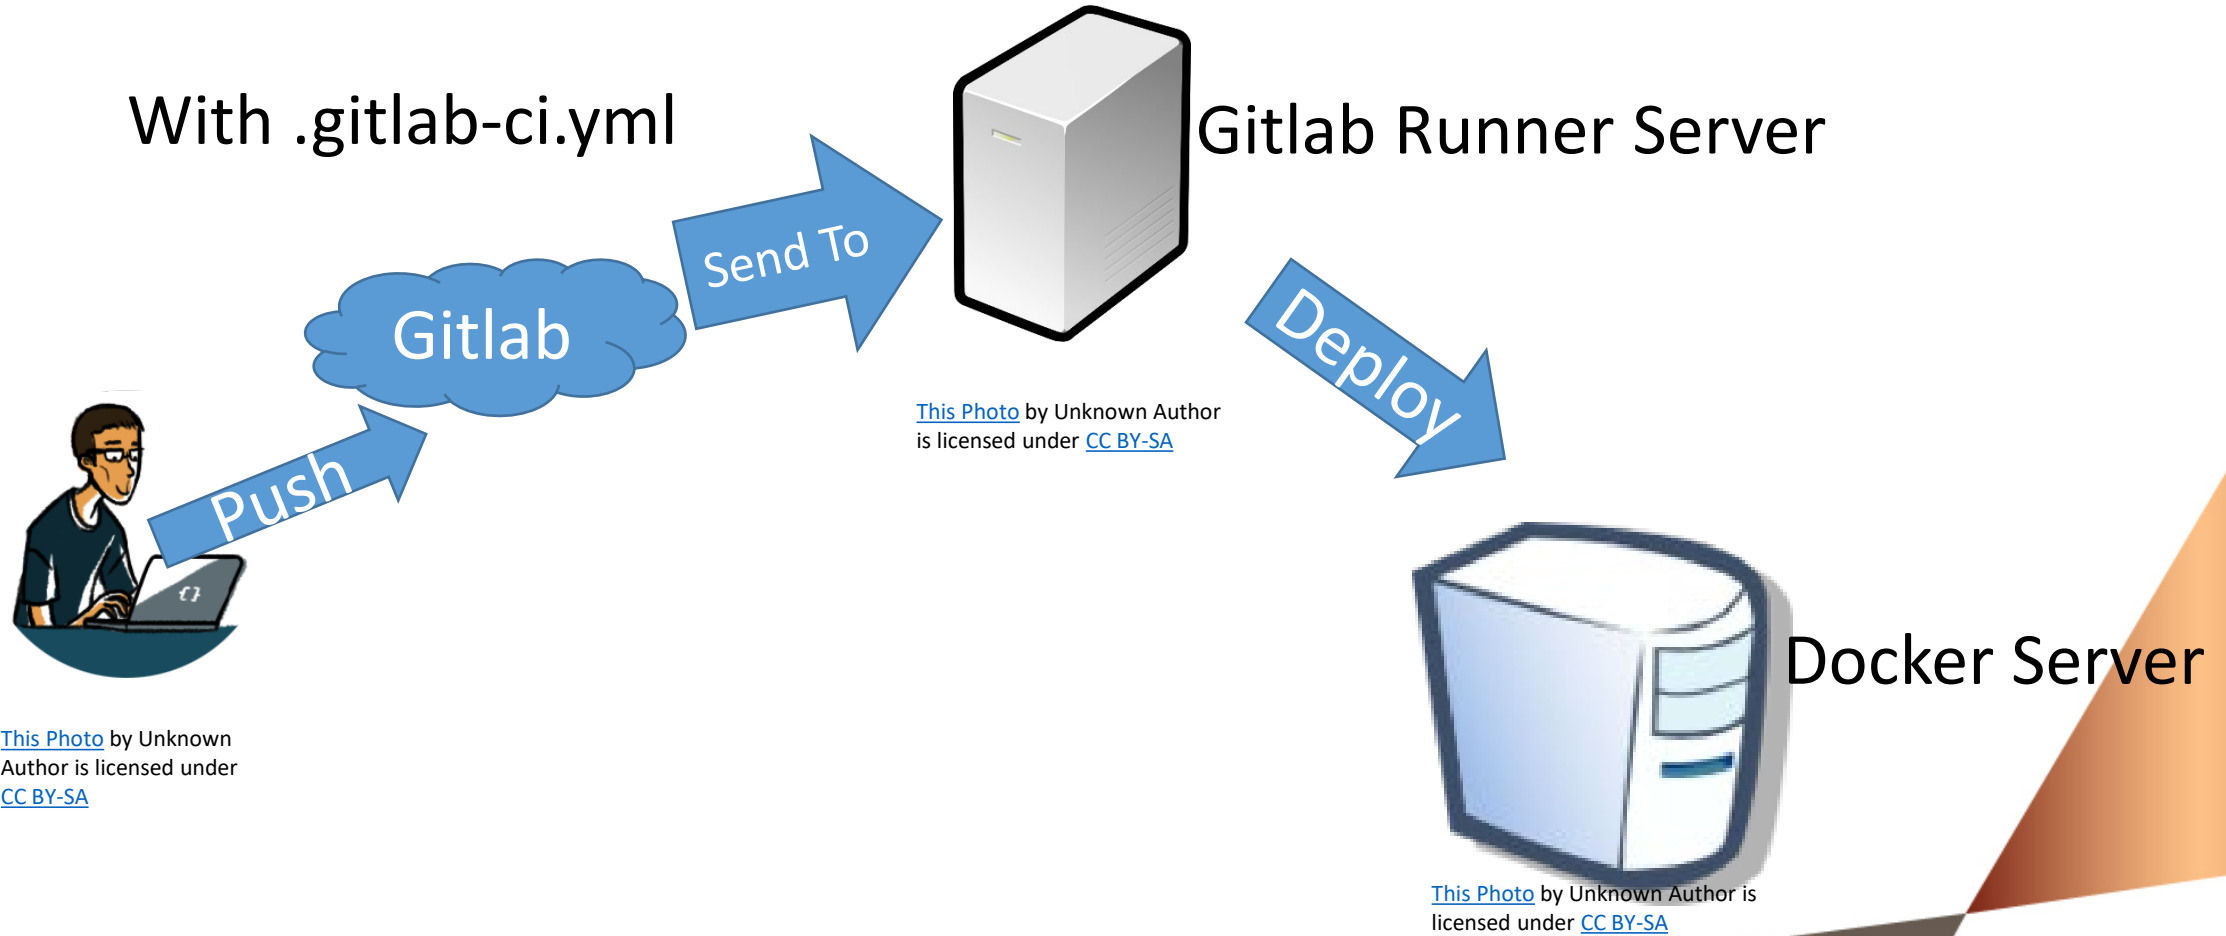 With .gitlab-ci.yml
Gitlab Runner Server
Send To
Gitlab
Deploy
Push
This Photo by Unknown Author
is licensed under CC BY-SA
Docker Server
This Photo by Unknown
Author is licensed under
CC BY-SA
{}
This Photo by Unknown Author is
licensed under CC BY-SA